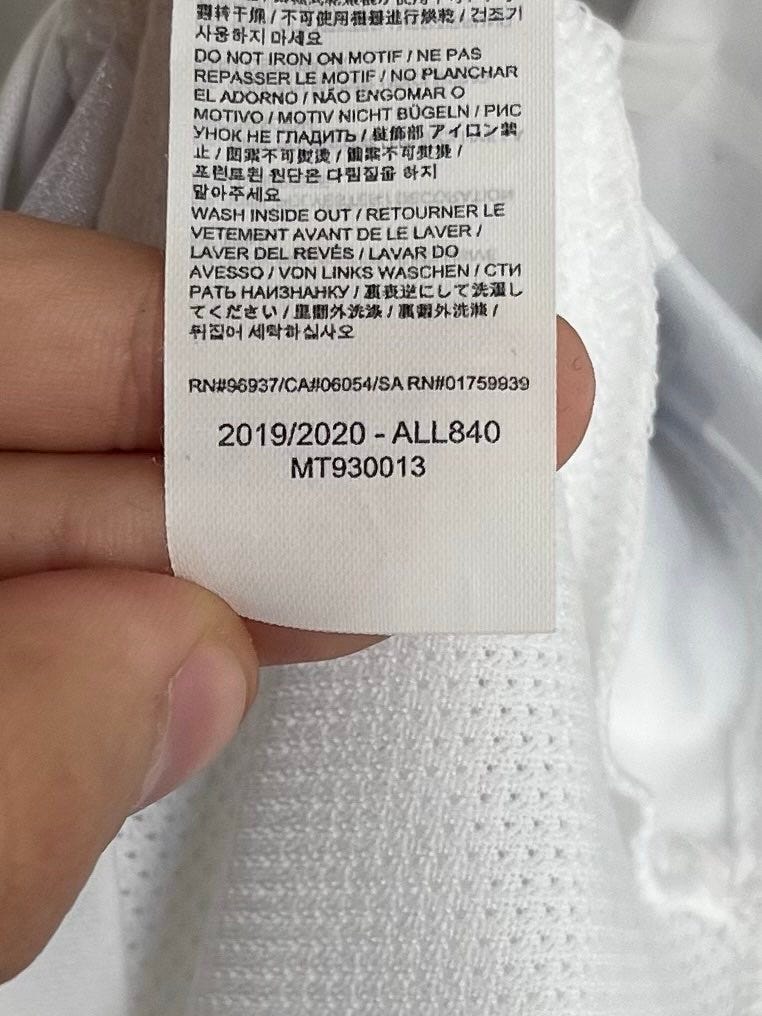 사용하지 마세요
DO NOT IRON ON MOTIF / NE PAS
REPASSER LE MOTIF / NO PLANCHAR
EL ADORNO / NÃO ENGOMAR O
MOTIVO / MOTIV NICHT BÜGELN / РИС
УНОК НЕ ГЛАДИТЬ / 装飾部 アイロン禁
止 / 图案不可熨烫 / 圖案不可熨燙 /
프린트된 원단은 다림질을 하지
말아주세요
WASH INSIDE OUT / RETOURNER LE
VETEMENT AVANT DE LE LAVER /
LAVER DEL REVÉS / LAVAR DO
AVESSO / VON LINKS WASCHEN / СТИ
РАТЬ НАИЗНАНКУ / 裏表逆にして洗濯し
てください / 里翻外洗涤 / 裏翻外洗滌 /
뒤집어 세탁하십시오
RN#96937/CA#06054/SA RN#01759939
2019/2020 - ALL840
MT930013